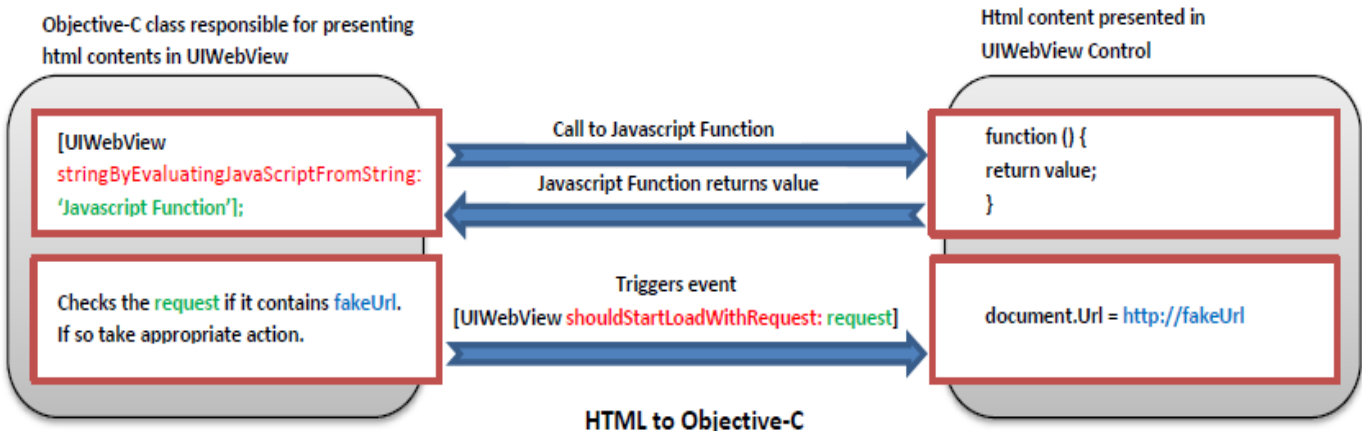 Objective-C class responsible for presenting
html contents in UIWebView
Html content presented in
UIWebView Control
[UIWebView
stringByEvaluatingJavaScriptFromString:
‘Javascript Function’];
Call to Javascript Function
Javascript Function returns value
function () {
return value;
}
Checks the request if it contains fakeUrl.
If so take appropriate action.
Triggers event
[UIWebView shouldStartLoadWithRequest: request]
document.Url = http://fakeUrl
HTML to Objective-C